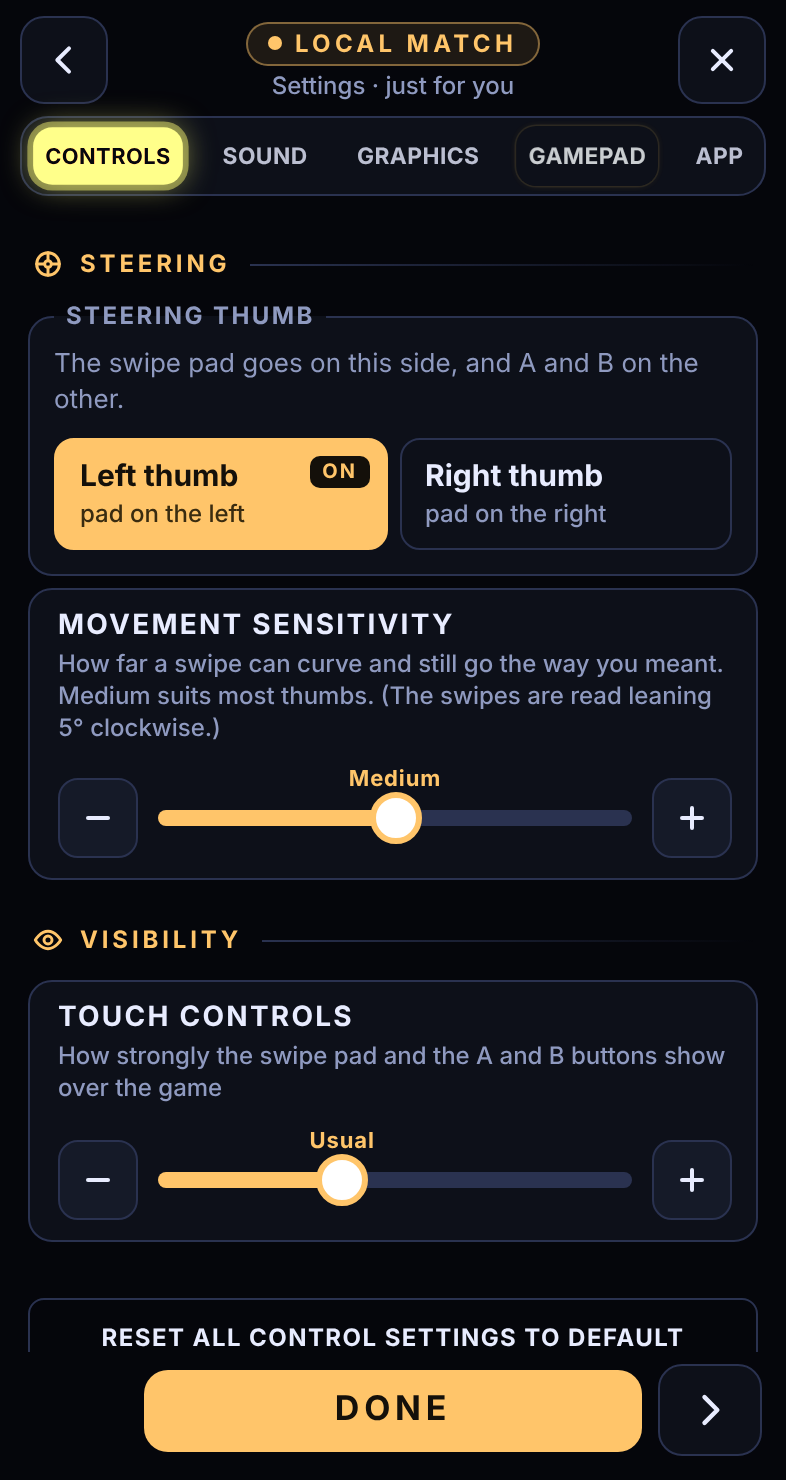 LOCAL MATCH
Settings · just for you
CONTROLS SOUND GRAPHICS GAMEPAD APP
STEERING
STEERING THUMB
The swipe pad goes on this side, and A and B on the
other.
Left thumb ON Right thumb
pad on the left pad on the right
MOVEMENT SENSITIVITY
How far a swipe can curve and still go the way you meant.
Medium suits most thumbs. (The swipes are read leaning
5° clockwise.)
Medium
VISIBILITY
TOUCH CONTROLS
How strongly the swipe pad and the A and B buttons show
over the game
Usual
RESET ALL CONTROL SETTINGS TO DEFAULT
DONE